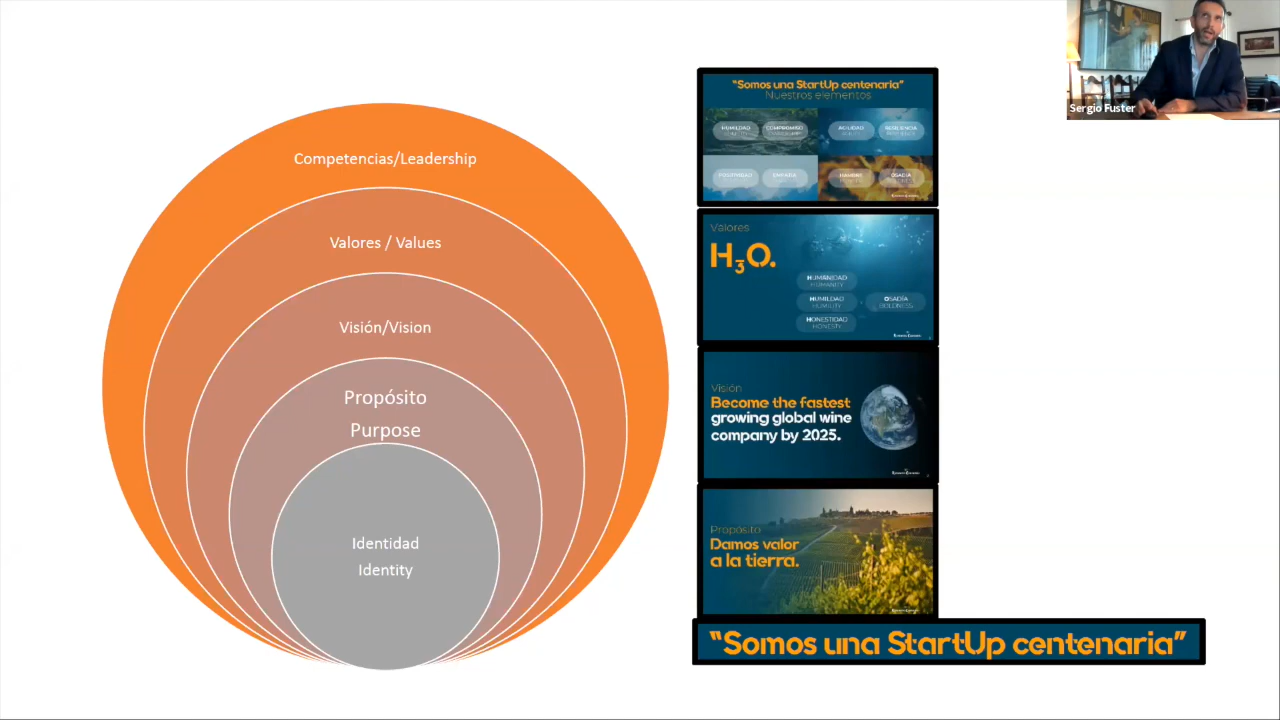 Competencias/Leadership
Valores / Values
Visión/Vision
Propósito
Purpose
Identidad
Identity
"Somos una StartUp centenaria"
Nuestros elementos
HUMILDAD
COMPROMISO
AGILIDAD
RESILIENCIA
POSITIVIDAD
EMPATÍA
HAMBRE
OSADÍA
Valores
H₃O.
HUMANIDAD
HUMANITY
HUMILDAD
HUMILITY
OSADÍA
BOLDNESS
HONESTIDAD
HONESTY
Visión
Become the fastest
growing global wine
company by 2025.
Propósito
Damos valor
a la tierra.
"Somos una StartUp centenaria"
Sergio Fuster